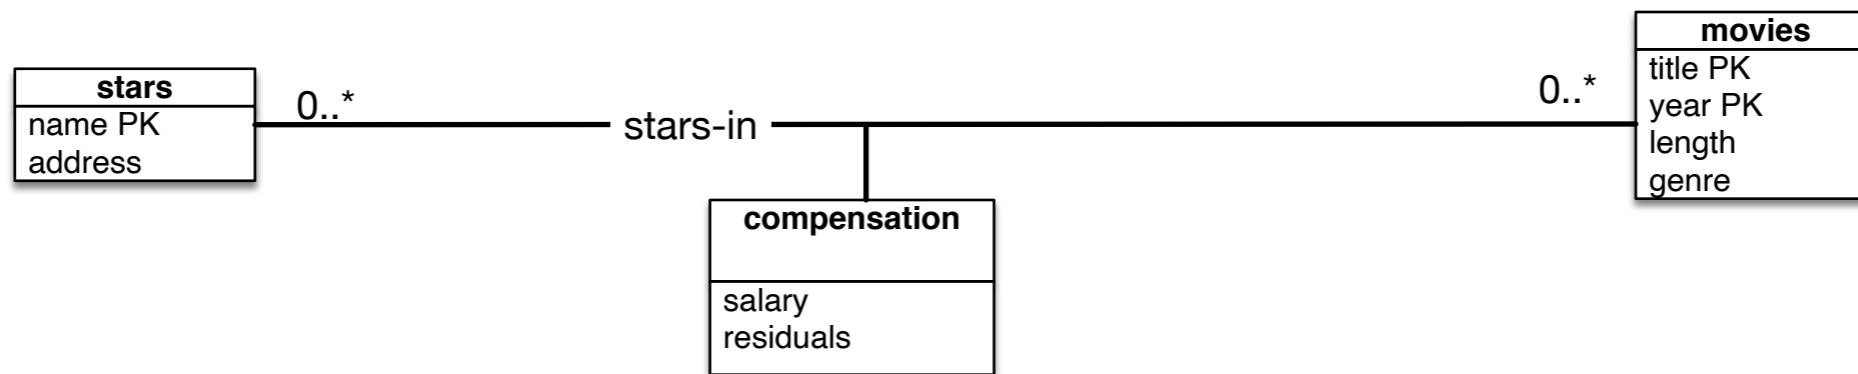 stars
name PK
address
0..*
stars-in
0..*
movies
title PK
year PK
length
genre
compensation
salary
residuals